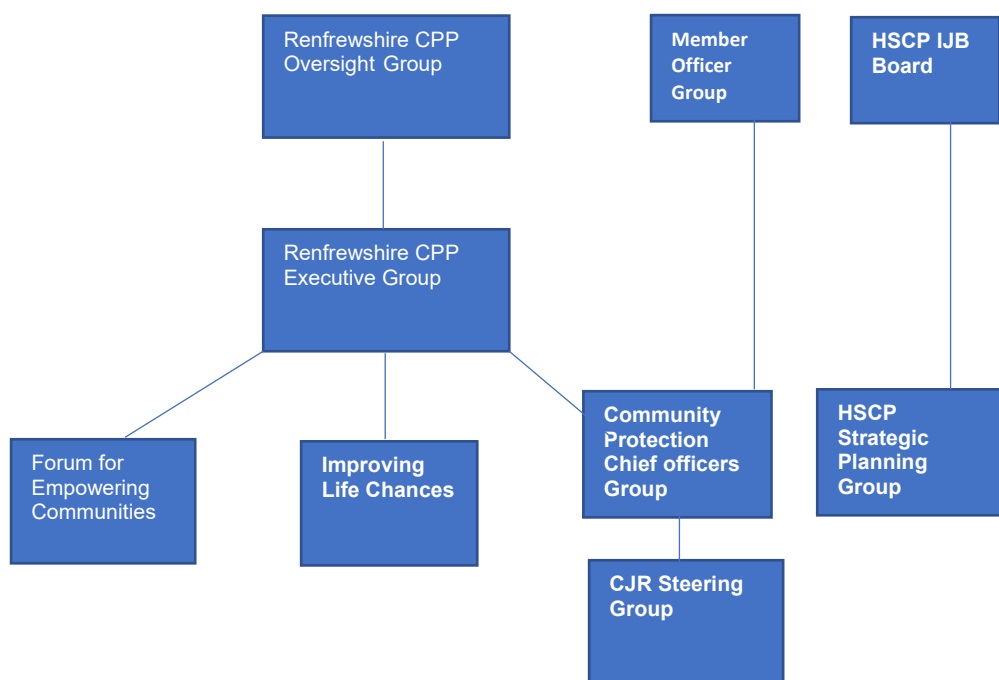 Renfrewshire CPP
Oversight Group
Member
Officer
Group
HSCP IJB
Board
Renfrewshire CPP
Executive Group
Forum for
Empowering
Communities
Improving
Life Chances
Community
Protection
Chief officers
Group
HSCP
Strategic
Planning
Group
CJR Steering
Group